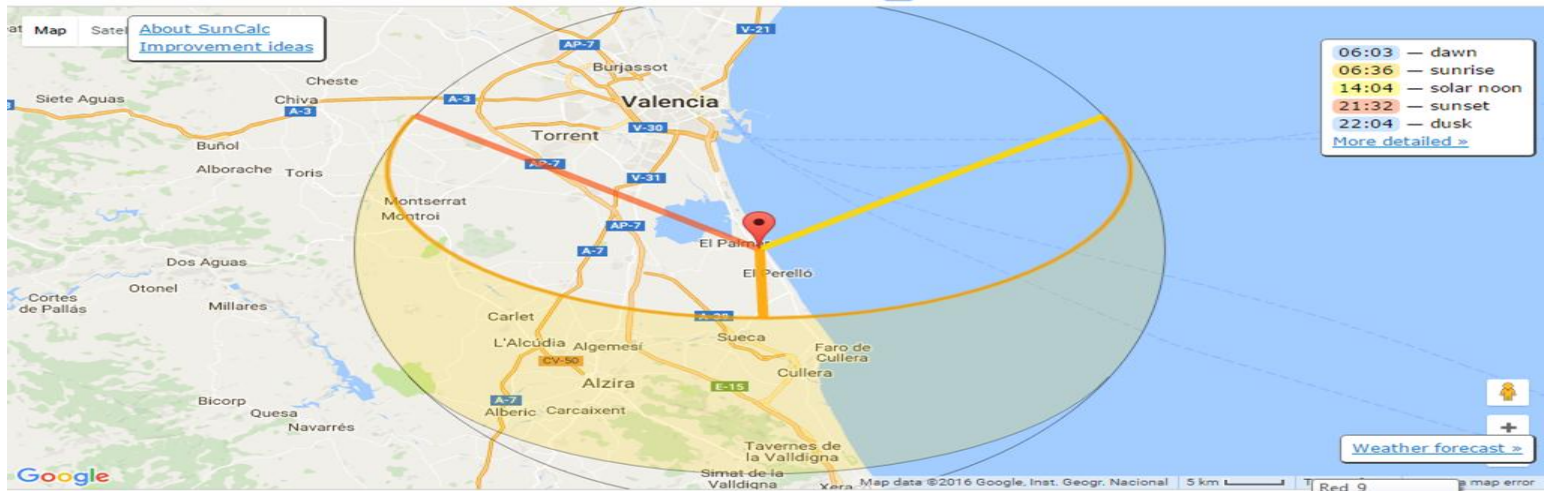 Map
Satel
About SunCalc
Improvement ideas
AP-7
V-21
Burjassot
Cheste
Siete Aguas
Chiva
A-3
A-3
Valencia
V-30
Torrent
Buñol
AP-7
Alborache
Toris
V-31
Montserrat
Montroi
AP-7
El Palmar
A-7
Dos Aguas
El Perelló
Otonel
Cortes
de Pallás
Millares
Carlet
A-38
Sueca
L'Alcúdia
Algemesí
Faro de
Cullera
CV-50
Cullera
Alzira
E-15
A-7
Bicorp
Quesa
Alberic
Carcaixent
Navarrés
Tavernes de
la Valldigna
Simat de la
Valldigna
Google
06:03 — dawn
06:36 — sunrise
14:04 — solar noon
21:32 — sunset
22:04 — dusk
More detailed »
+
Weather forecast »
Map data ©2016 Google, Inst. Geogr. Nacional
5 km
map error
Red 9